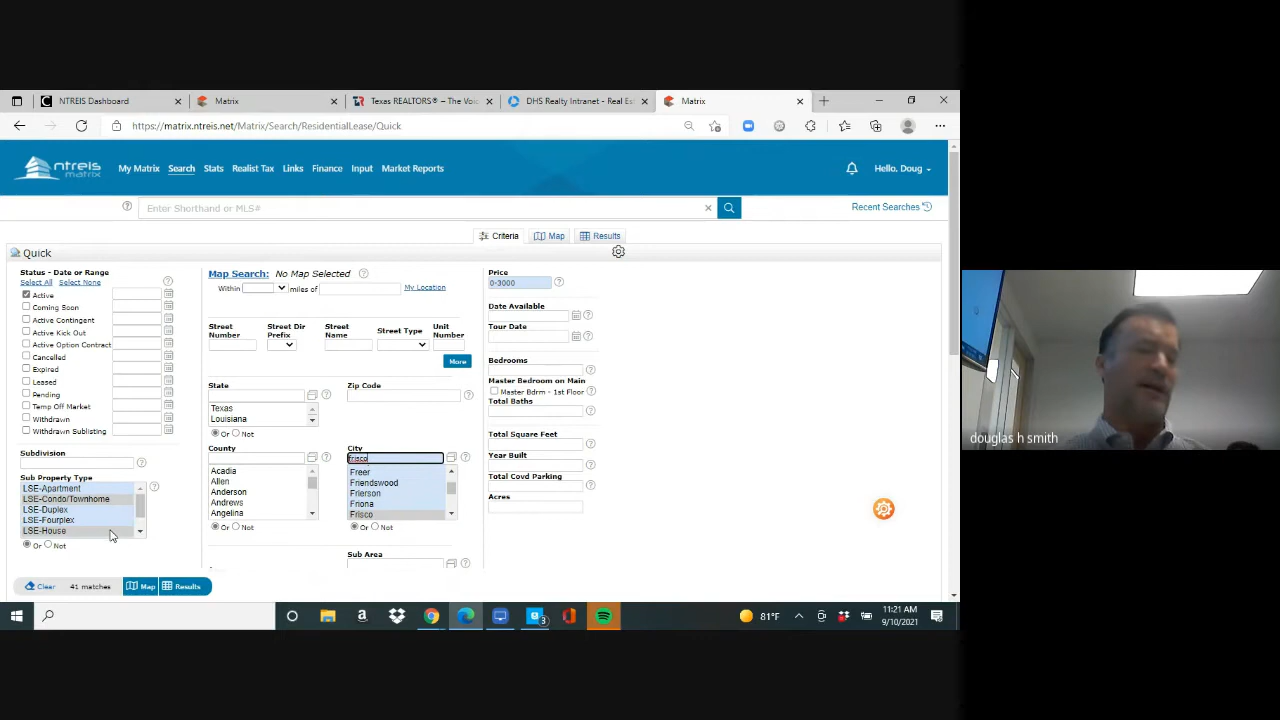 NTREIS Dashboard
Matrix
Texas REALTORS® – The Voic
DHS Realty Intranet - Real Es
Matrix
https://matrix.ntreis.net/Matrix/Search/ResidentialLease/Quick
ntreis
matrix
My Matrix
Search
Stats
Realist Tax
Links
Finance
Input
Market Reports
Hello, Doug
Enter Shorthand or MLS#
Recent Searches
Criteria
Map
Results
Quick
Status - Date or Range
Select All
Select None
Active
Coming Soon
Active Contingent
Active Kick Out
Active Option Contract
Cancelled
Expired
Leased
Pending
Temp Off Market
Withdrawn
Withdrawn Sublisting
Subdivision
Sub Property Type
LSE-Apartment
LSE-Condo/Townhome
LSE-Duplex
LSE-Fourplex
LSE-House
Or Not
Map Search: No Map Selected
Within
miles of
My Location
Street Number
Street Dir Prefix
Street Name
Street Type
Unit Number
More
State
Texas
Louisiana
Or Not
Zip Code
County
Acadia
Allen
Anderson
Andrews
Angelina
Or Not
City
frisco
Freer
Friendswood
Frierson
Friona
Frisco
Or Not
Sub Area
Price
0-3000
Date Available
Tour Date
Bedrooms
Master Bedroom on Main
Master Bdrm - 1st Floor
Total Baths
Total Square Feet
Year Built
Total Covd Parking
Acres
Clear
41 matches
Map
Results
3
81°F
11:21 AM
9/10/2021
douglas h smith